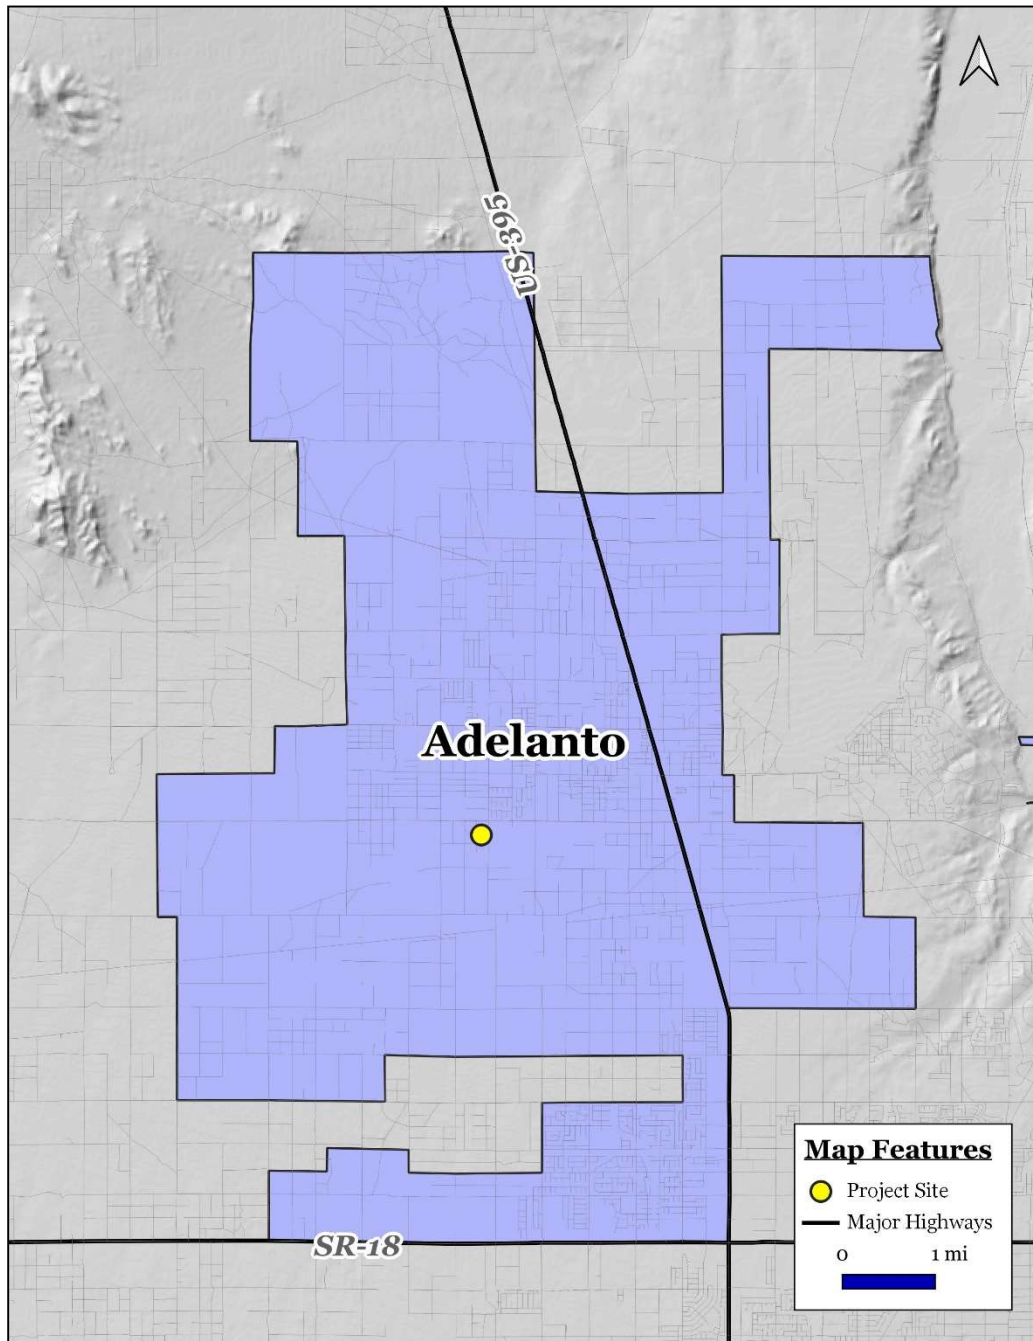 US-395
Adelanto
SR-18
Map Features
Project Site
Major Highways
0 1 mi